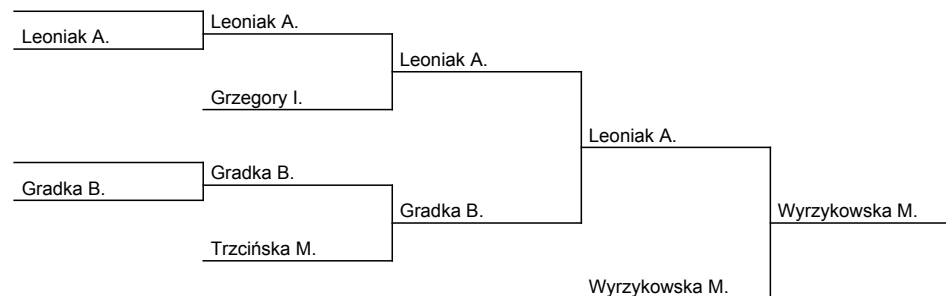 Leoniak A.
Leoniak A.
Leoniak A.
Grzegory I.
Leoniak A.
Gradka B.
Gradka B.
Gradka B.
Wyrzykowska M.
Trzcińska M.
Wyrzykowska M.